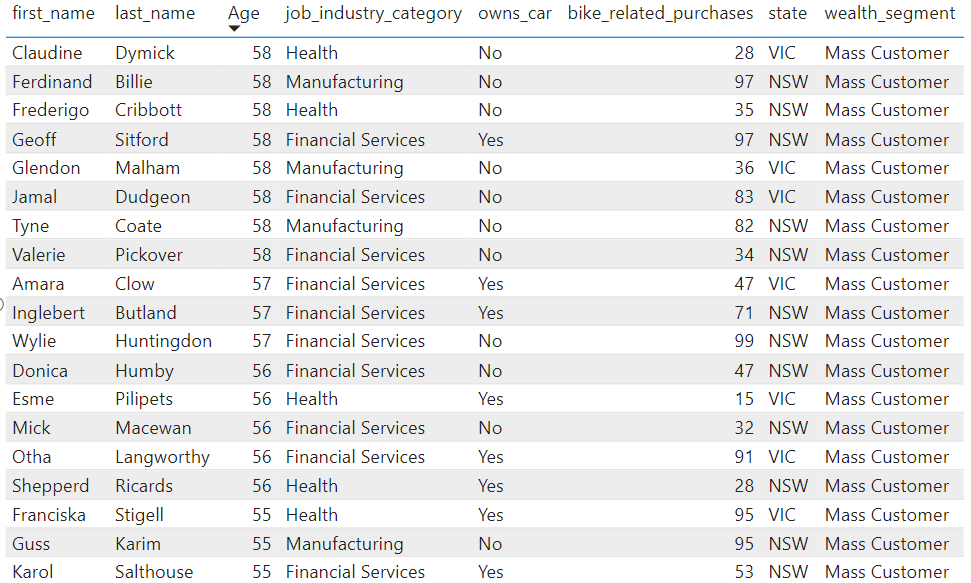 first_name last_name Age job_industry_category owns_car bike_related_purchases state wealth_segment
Claudine Dymick 58 Health No 28 VIC Mass Customer
Ferdinand Billie 58 Manufacturing No 97 NSW Mass Customer
Frederigo Cribbott 58 Health No 35 NSW Mass Customer
Geoff Sitford 58 Financial Services Yes 97 NSW Mass Customer
Glendon Malham 58 Manufacturing No 36 VIC Mass Customer
Jamal Dudgeon 58 Financial Services No 83 VIC Mass Customer
Tyne Coate 58 Manufacturing No 82 NSW Mass Customer
Valerie Pickover 58 Financial Services No 34 NSW Mass Customer
Amara Clow 57 Financial Services Yes 47 VIC Mass Customer
Inglebert Butland 57 Financial Services Yes 71 NSW Mass Customer
Wylie Huntingdon 57 Financial Services No 99 NSW Mass Customer
Donica Humby 56 Financial Services No 47 NSW Mass Customer
Esme Pilipets 56 Health Yes 15 VIC Mass Customer
Mick Macewan 56 Financial Services No 32 NSW Mass Customer
Otha Langworthy 56 Financial Services Yes 91 VIC Mass Customer
Shepperd Ricards 56 Health Yes 28 NSW Mass Customer
Franciska Stigell 55 Health Yes 95 VIC Mass Customer
Guss Karim 55 Manufacturing No 95 NSW Mass Customer
Karol Salthouse 55 Financial Services Yes 53 NSW Mass Customer